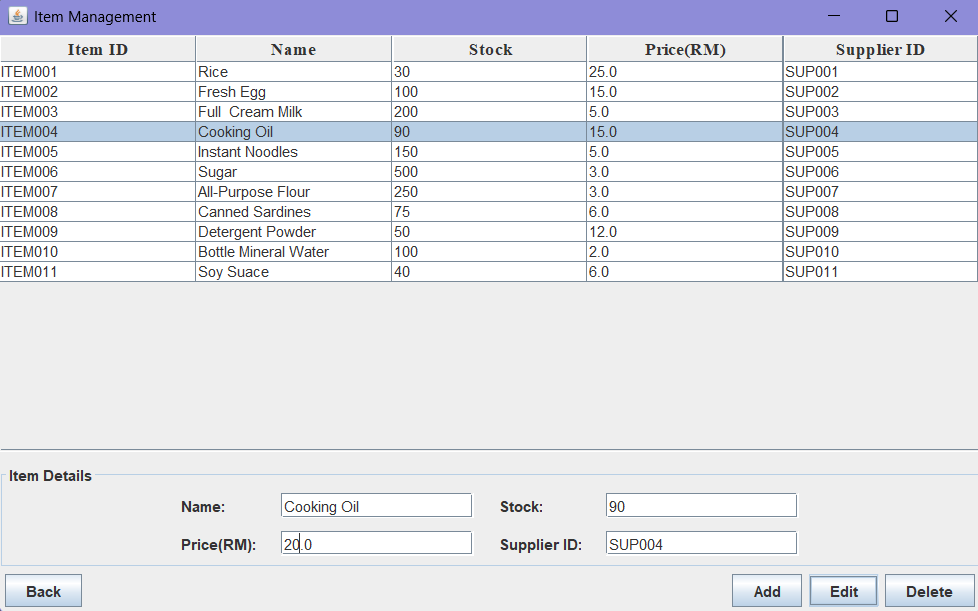 Item Management
Item ID Name Stock Price(RM) Supplier ID
ITEM001 Rice 30 25.0 SUP001
ITEM002 Fresh Egg 100 15.0 SUP002
ITEM003 Full  Cream Milk 200 5.0 SUP003
ITEM004 Cooking Oil 90 15.0 SUP004
ITEM005 Instant Noodles 150 5.0 SUP005
ITEM006 Sugar 500 3.0 SUP006
ITEM007 All-Purpose Flour 250 3.0 SUP007
ITEM008 Canned Sardines 75 6.0 SUP008
ITEM009 Detergent Powder 50 12.0 SUP009
ITEM010 Bottle Mineral Water 100 2.0 SUP010
ITEM011 Soy Suace 40 6.0 SUP011
Item Details
Name: Cooking Oil Stock: 90
Price(RM): 20.0 Supplier ID: SUP004
Back Add Edit Delete